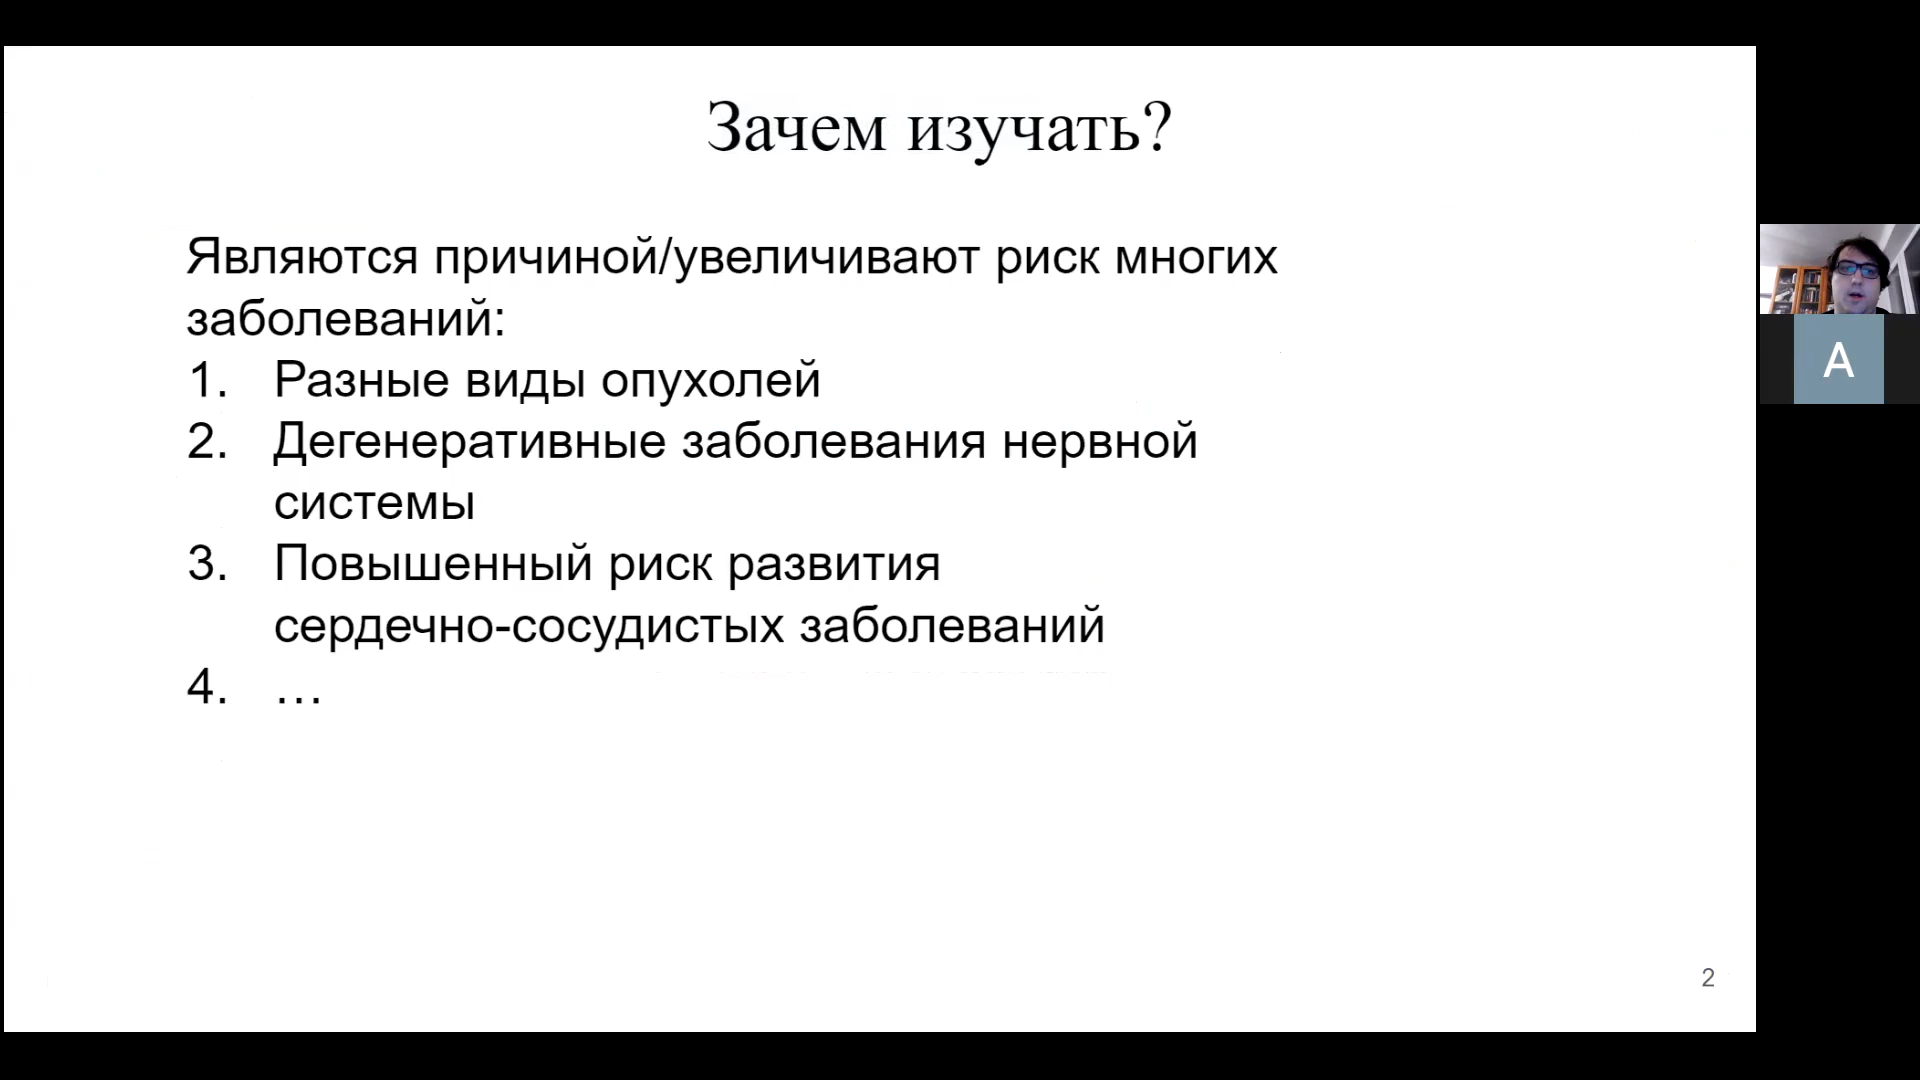 Зачем изучать?
Являются причиной/увеличивают риск многих
заболеваний:
1. Разные виды опухолей
2. Дегенеративные заболевания нервной
системы
3. Повышенный риск развития
сердечно-сосудистых заболеваний
4. …
A
2